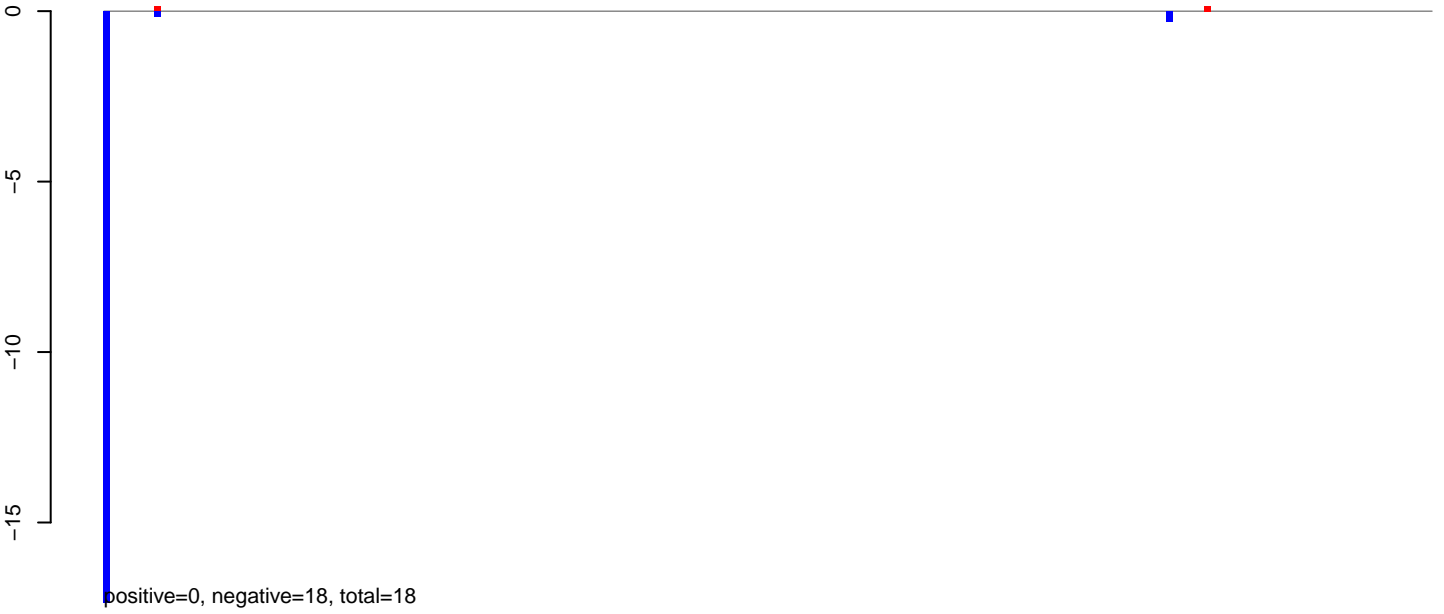 0
−5
−10
−15
positive=0, negative=18, total=18